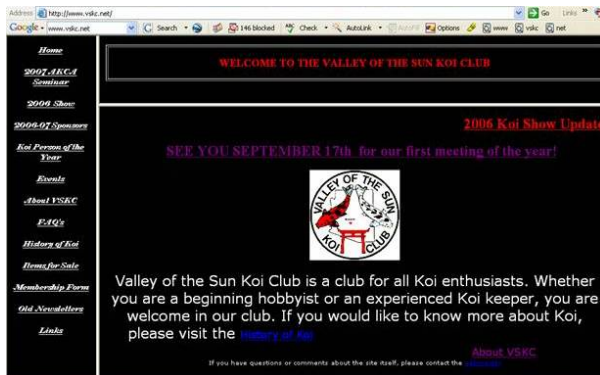 Address http://www.vskc.net/ Go Links
Google www.vskc.net Search 146 blocked Check AutoLink Options www vskc net
Home
2007 AKCA
Seminar
2006 Show
2006-07 Sponsors
Koi Person of the
Year
Events
About VSKC
FAQ's
History of Koi
Items for Sale
Membership Form
Old Newsletters
Links
WELCOME TO THE VALLEY OF THE SUN KOI CLUB
2006 Koi Show Update
SEE YOU SEPTEMBER 17th for our first meeting of the year!
VALLEY OF THE SUN
KOI CLUB
Valley of the Sun Koi Club is a club for all Koi enthusiasts. Whether
you are a beginning hobbyist or an experienced Koi keeper, you are
welcome in our club. If you would like to know more about Koi,
please visit the History of Koi
About VSKC
If you have questions or comments about the site itself, please contact the